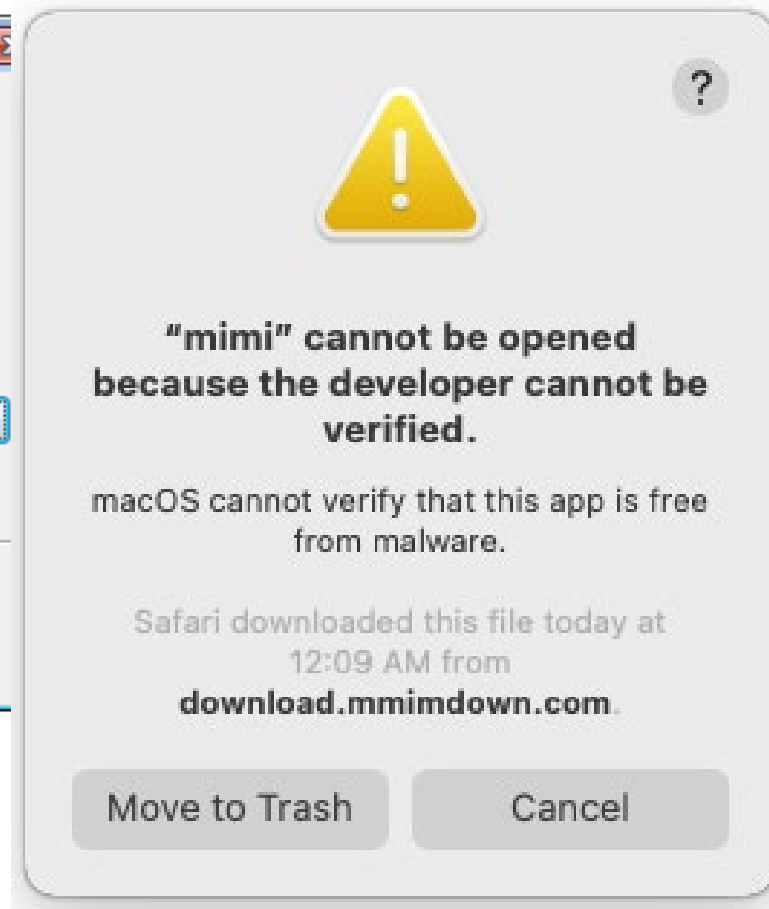 ?
“mimi” cannot be opened
because the developer cannot be
verified.
macOS cannot verify that this app is free
from malware.
Safari downloaded this file today at
12:09 AM from
download.mmimdown.com.
Move to Trash
Cancel